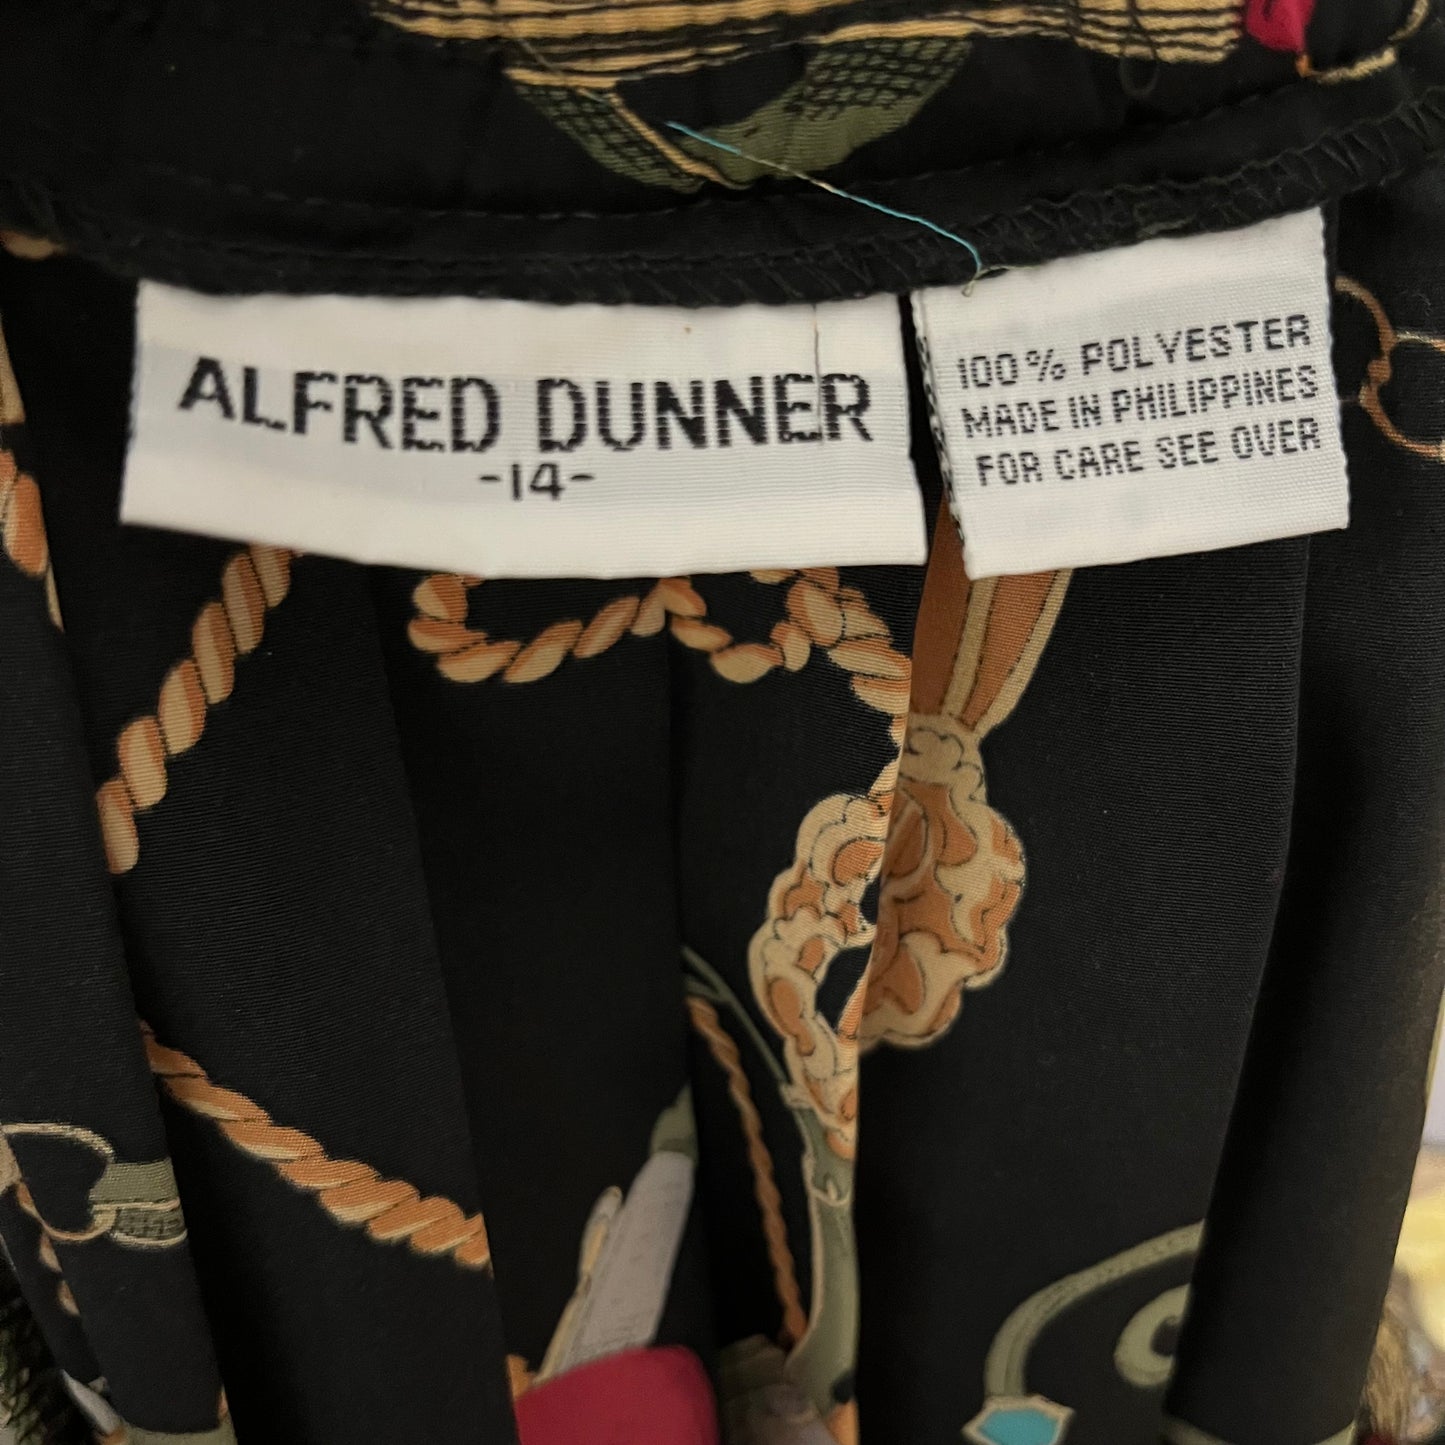 ALFRED DUNNER
-14-
100% POLYESTER
MADE IN PHILIPPINES
FOR CARE SEE OVER